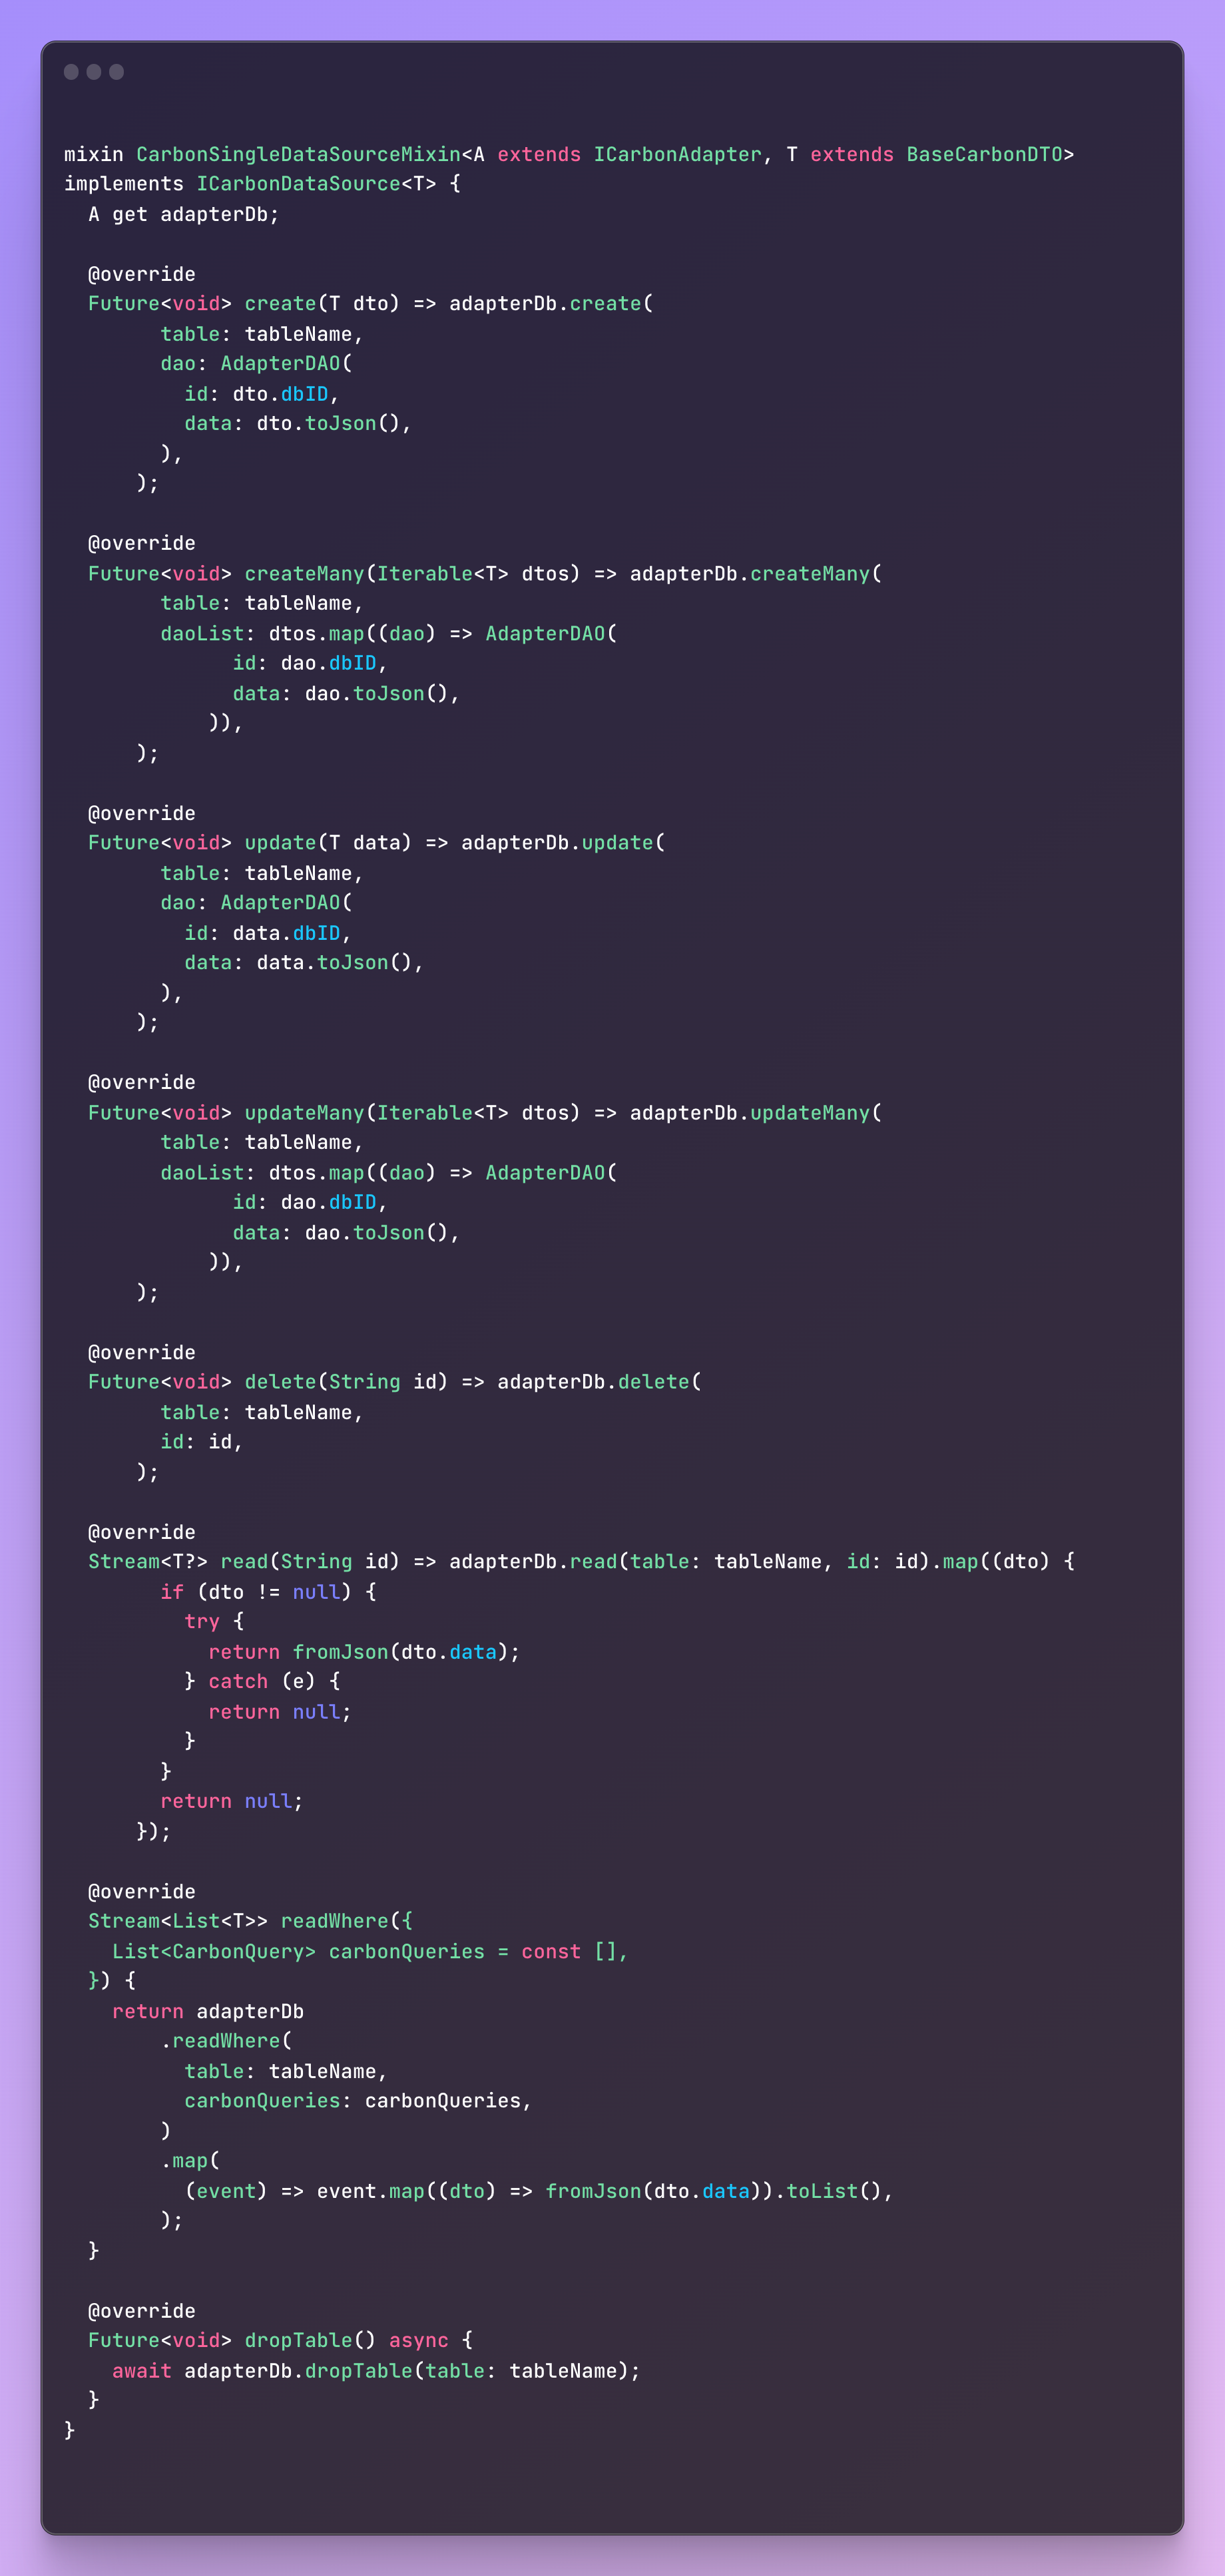 mixin CarbonSingleDataSourceMixin<A extends ICarbonAdapter, T extends BaseCarbonDTO>
implements ICarbonDataSource<T> {
  A get adapterDb;

  @override
  Future<void> create(T dto) => adapterDb.create(
        table: tableName,
        dao: AdapterDAO(
          id: dto.dbID,
          data: dto.toJson(),
        ),
      );

  @override
  Future<void> createMany(Iterable<T> dtos) => adapterDb.createMany(
        table: tableName,
        daoList: dtos.map((dao) => AdapterDAO(
              id: dao.dbID,
              data: dao.toJson(),
            )),
      );

  @override
  Future<void> update(T data) => adapterDb.update(
        table: tableName,
        dao: AdapterDAO(
          id: data.dbID,
          data: data.toJson(),
        ),
      );

  @override
  Future<void> updateMany(Iterable<T> dtos) => adapterDb.updateMany(
        table: tableName,
        daoList: dtos.map((dao) => AdapterDAO(
              id: dao.dbID,
              data: dao.toJson(),
            )),
      );

  @override
  Future<void> delete(String id) => adapterDb.delete(
        table: tableName,
        id: id,
      );

  @override
  Stream<T?> read(String id) => adapterDb.read(table: tableName, id: id).map((dto) {
        if (dto != null) {
          try {
            return fromJson(dto.data);
          } catch (e) {
            return null;
          }
        }
        return null;
      });

  @override
  Stream<List<T>> readWhere({
    List<CarbonQuery> carbonQueries = const [],
  }) {
    return adapterDb
        .readWhere(
          table: tableName,
          carbonQueries: carbonQueries,
        )
        .map(
          (event) => event.map((dto) => fromJson(dto.data)).toList(),
        );
  }

  @override
  Future<void> dropTable() async {
    await adapterDb.dropTable(table: tableName);
  }
}